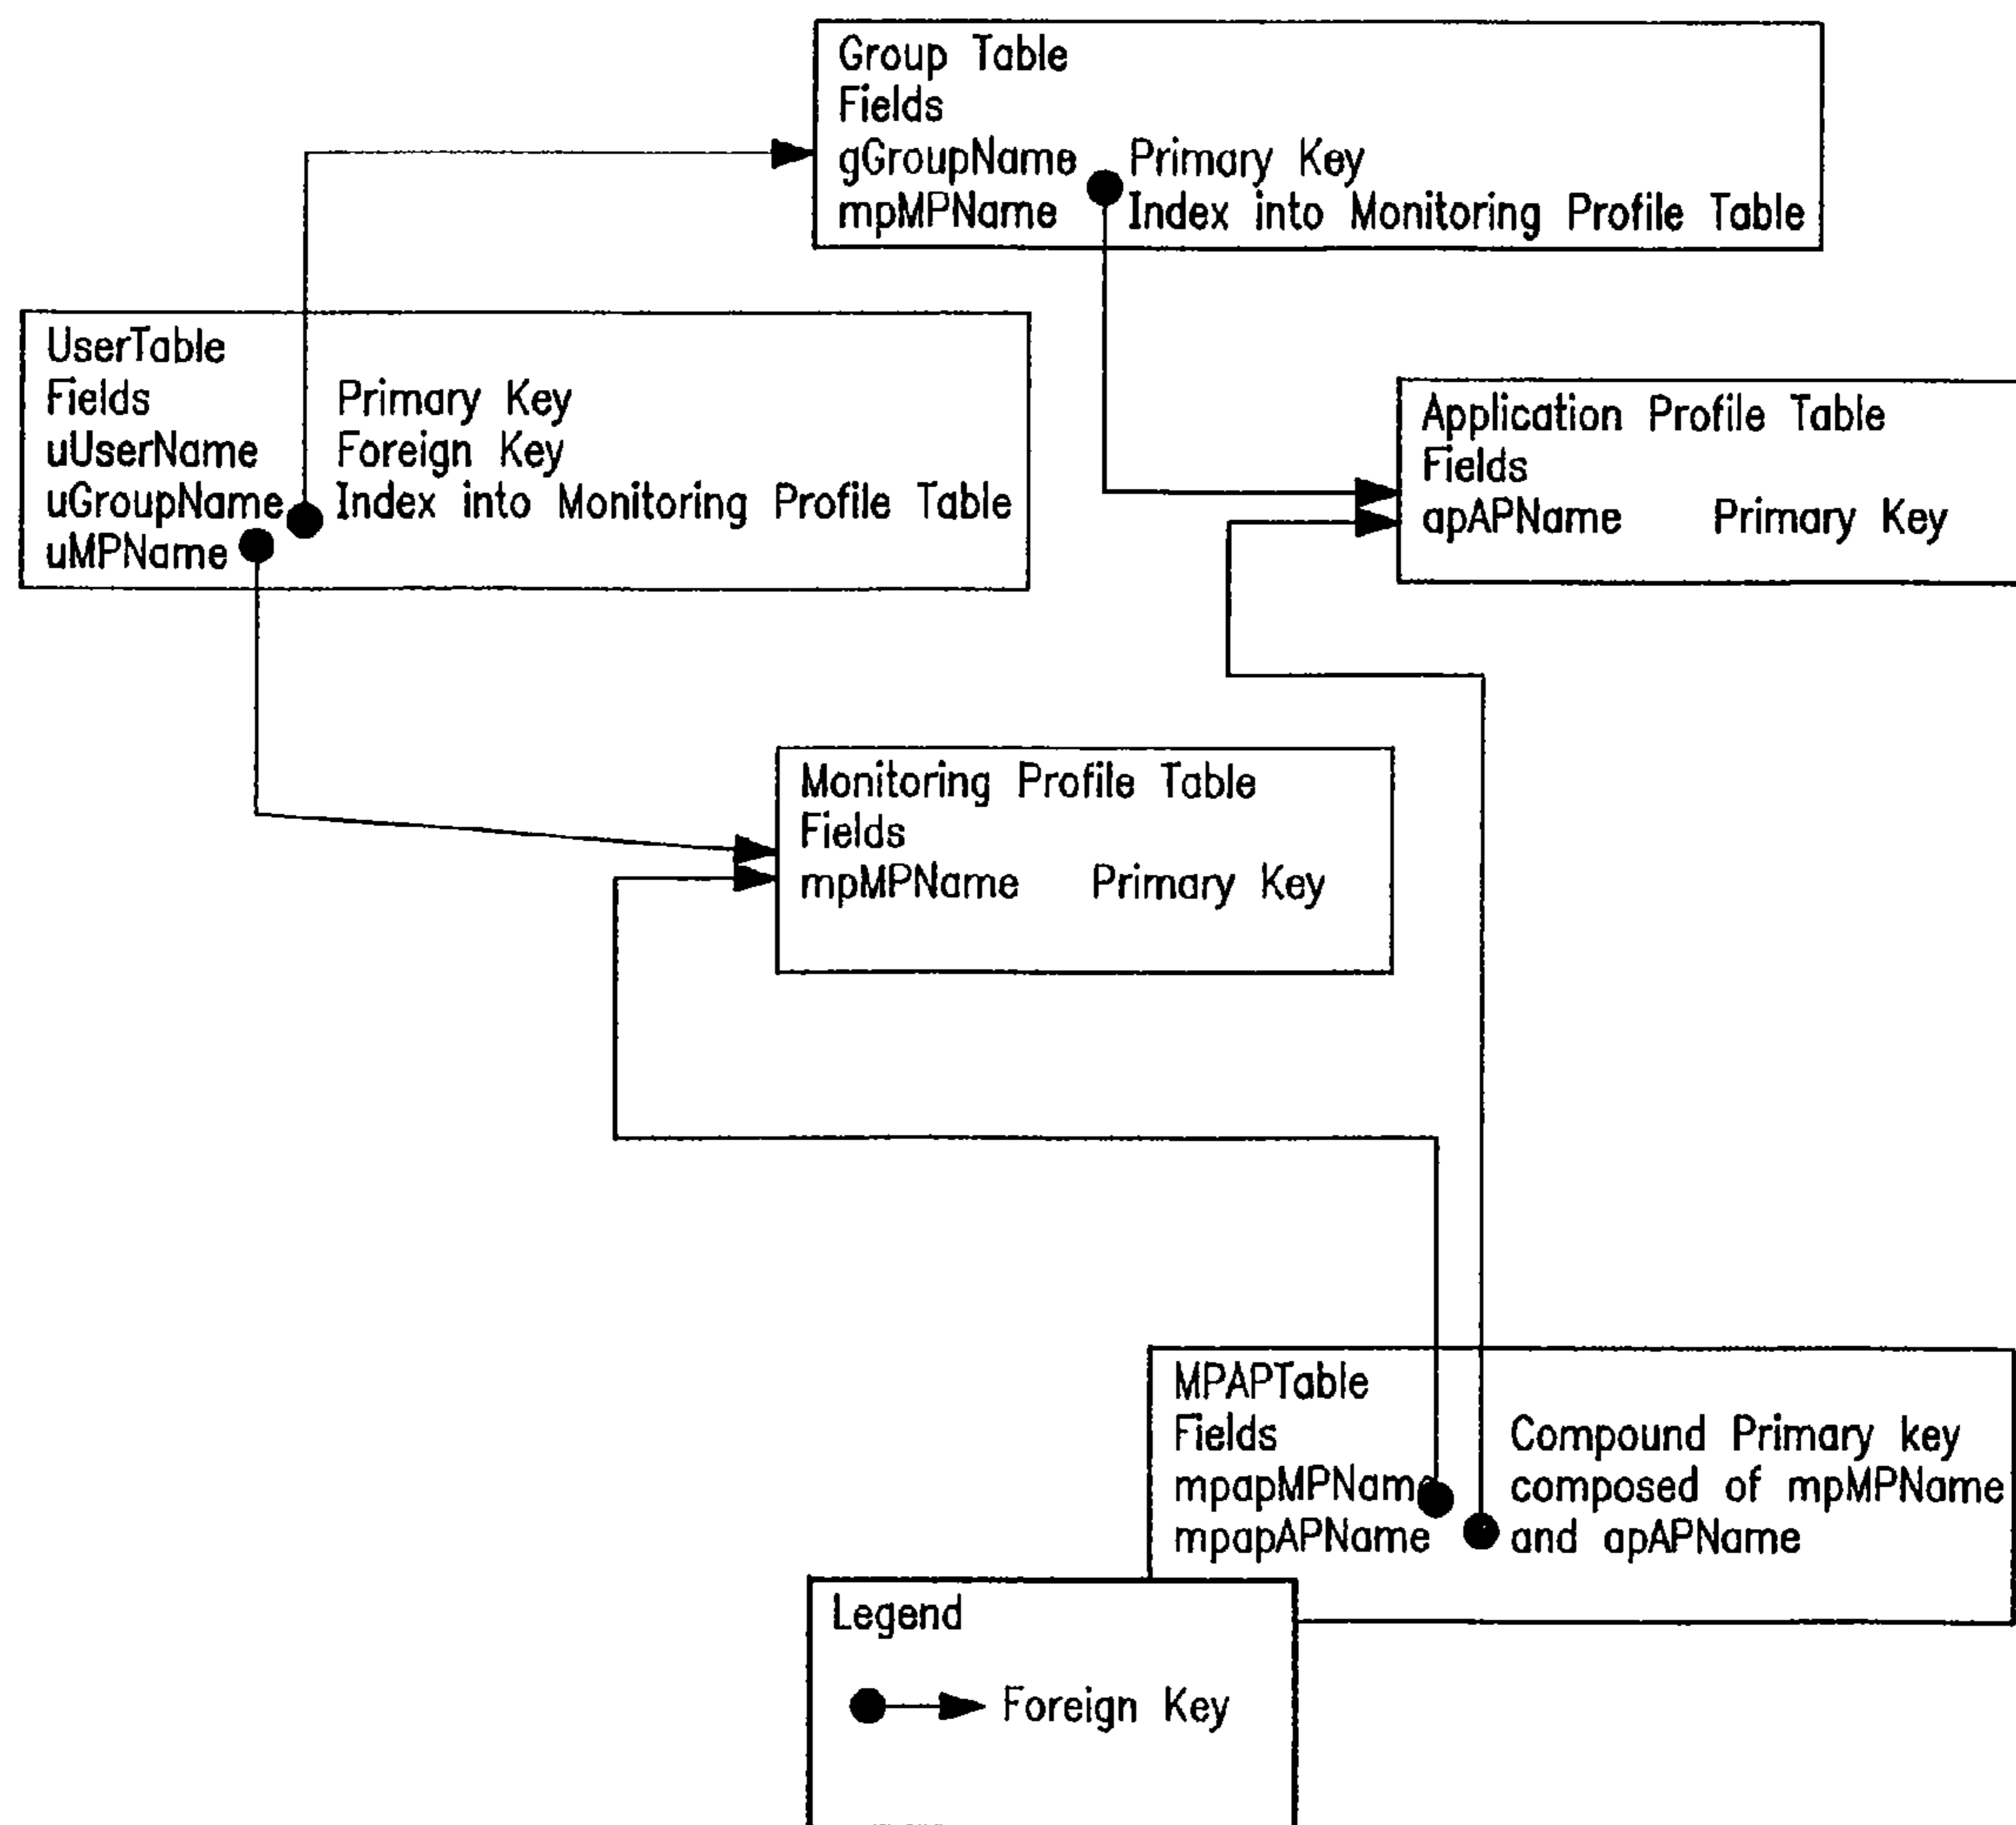 Group Table
Fields
gGroupName Primary Key
mpMPName Index into Monitoring Profile Table
UserTable
Fields Primary Key
uUserName Foreign Key
uGroupName Index into Monitoring Profile Table
uMPName
Application Profile Table
Fields
apAPName Primary Key
Monitoring Profile Table
Fields
mpMPName Primary Key
MPAPTable
Fields Compound Primary key
mpapMPName composed of mpMPName
mpapAPName and apAPName
Legend
Foreign Key